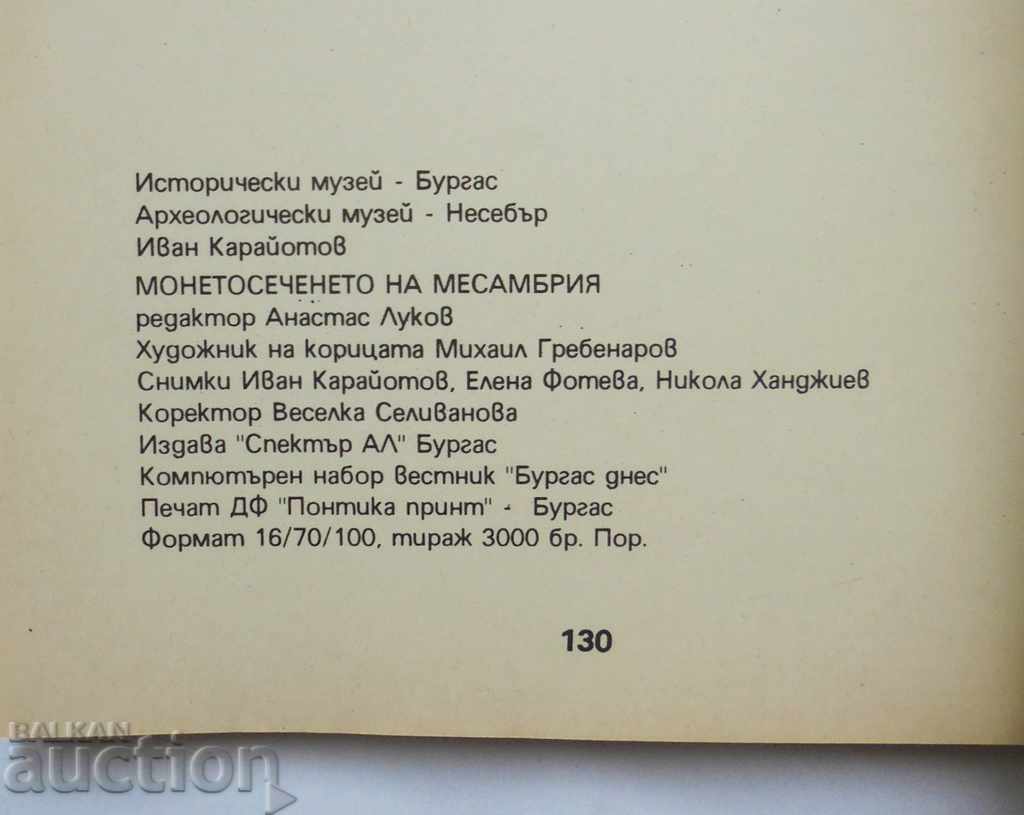 Исторически музей - Бургас
Археологически музей - Несебър
Иван Карайотов
МОНЕТОСЕЧЕНЕТО НА МЕСАМБРИЯ
редактор Анастас Луков
Художник на корицата Михаил Гребенаров
Снимки Иван Карайотов, Елена Фотева, Никола Ханджиев
Коректор Веселка Селиванова
Издава "Спектър АЛ" Бургас
Компютърен набор вестник "Бургас днес"
Печат ДФ "Понтика принт" - Бургас
Формат 16/70/100, тираж 3000 бр. Пор.
130
BALKAN
auction